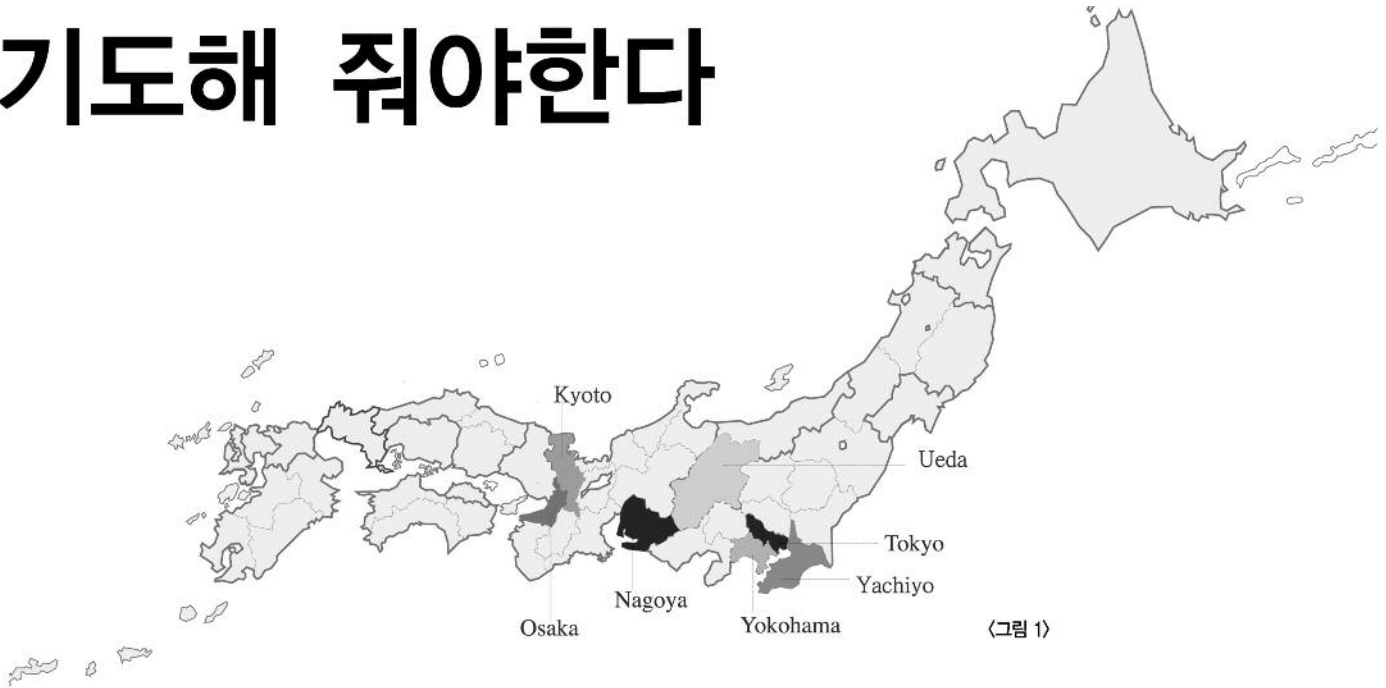 기도해 줘야한다
Kyoto
Ueda
Tokyo
Yachiyo
Nagoya
Osaka
Yokohama
〈그림 1〉